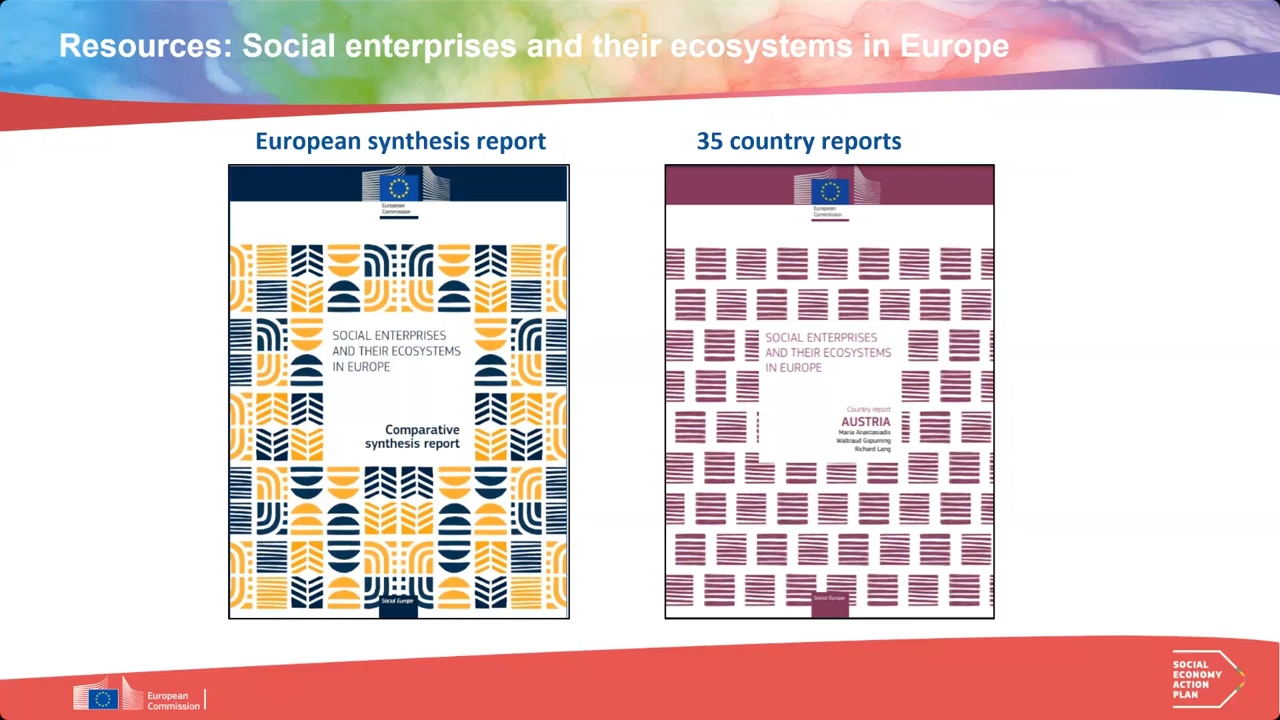 Resources: Social enterprises and their ecosystems in Europe
European synthesis report
European
Commission
SOCIAL ENTERPRISES
AND THEIR ECOSYSTEMS
IN EUROPE
Comparative
synthesis report
Social Europe
35 country reports
European
Commission
SOCIAL ENTERPRISES
AND THEIR ECOSYSTEMS
IN EUROPE
Country report
AUSTRIA
Maria Anastasiadis
Waltraud Gspurning
Richard Lang
Social Europe
European
Commission
SOCIAL
ECONOMY
ACTION
PLAN